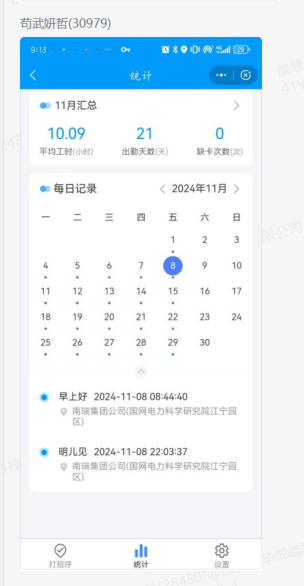 苟武妍哲(30979)
9:13
统计
11月汇总
10.09 21 0
平均工时(小时) 出勤天数(天) 缺卡次数(次)
每日记录 2024年11月
一 二 三 四 五 六 日
1 2 3
4 5 6 7 8 9 10
11 12 13 14 15 16 17
18 19 20 21 22 23 24
25 26 27 28 29 30
早上好 2024-11-08 08:44:40
南瑞集团公司(国网电力科学研究院江宁园
区)
明儿见 2024-11-08 22:03:37
南瑞集团公司(国网电力科学研究院江宁园
区)
打招呼 统计 设置